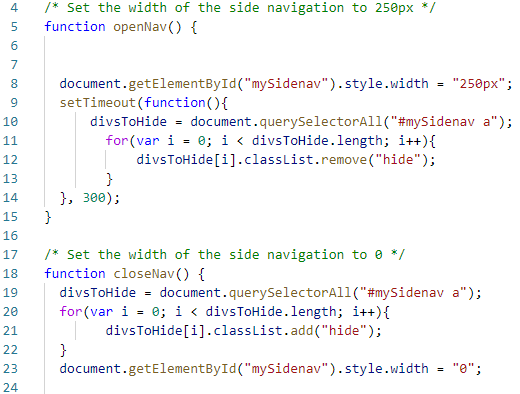 4 /* Set the width of the side navigation to 250px */
5 function openNav() {
6
7
8 document.getElementById("mySidenav").style.width = "250px";
9 setTimeout(function(){
10 divsToHide = document.querySelectorAll("#mySidenav a");
11 for(var i = 0; i < divsToHide.length; i++){
12 divsToHide[i].classList.remove("hide");
13 }
14 }, 300);
15 }
16
17 /* Set the width of the side navigation to 0 */
18 function closeNav() {
19 divsToHide = document.querySelectorAll("#mySidenav a");
20 for(var i = 0; i < divsToHide.length; i++){
21 divsToHide[i].classList.add("hide");
22 }
23 document.getElementById("mySidenav").style.width = "0";
24